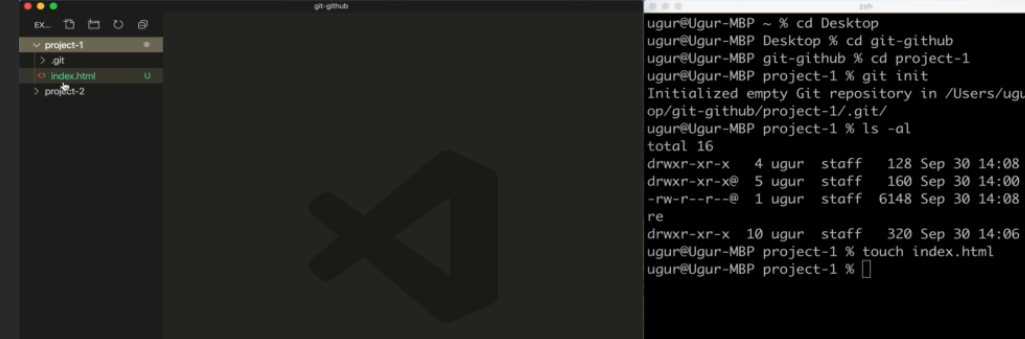 git-github
EX...
project-1
.git
<> index.html U
project-2
zsh
ugur@Ugur-MBP ~ % cd Desktop
ugur@Ugur-MBP Desktop % cd git-github
ugur@Ugur-MBP git-github % cd project-1
ugur@Ugur-MBP project-1 % git init
Initialized empty Git repository in /Users/ugu
op/git-github/project-1/.git/
ugur@Ugur-MBP project-1 % ls -al
total 16
drwxr-xr-x   4 ugur  staff   128 Sep 30 14:08
drwxr-xr-x@  5 ugur  staff   160 Sep 30 14:00
-rw-r--r--@  1 ugur  staff  6148 Sep 30 14:08
re
drwxr-xr-x  10 ugur  staff   320 Sep 30 14:06
ugur@Ugur-MBP project-1 % touch index.html
ugur@Ugur-MBP project-1 %